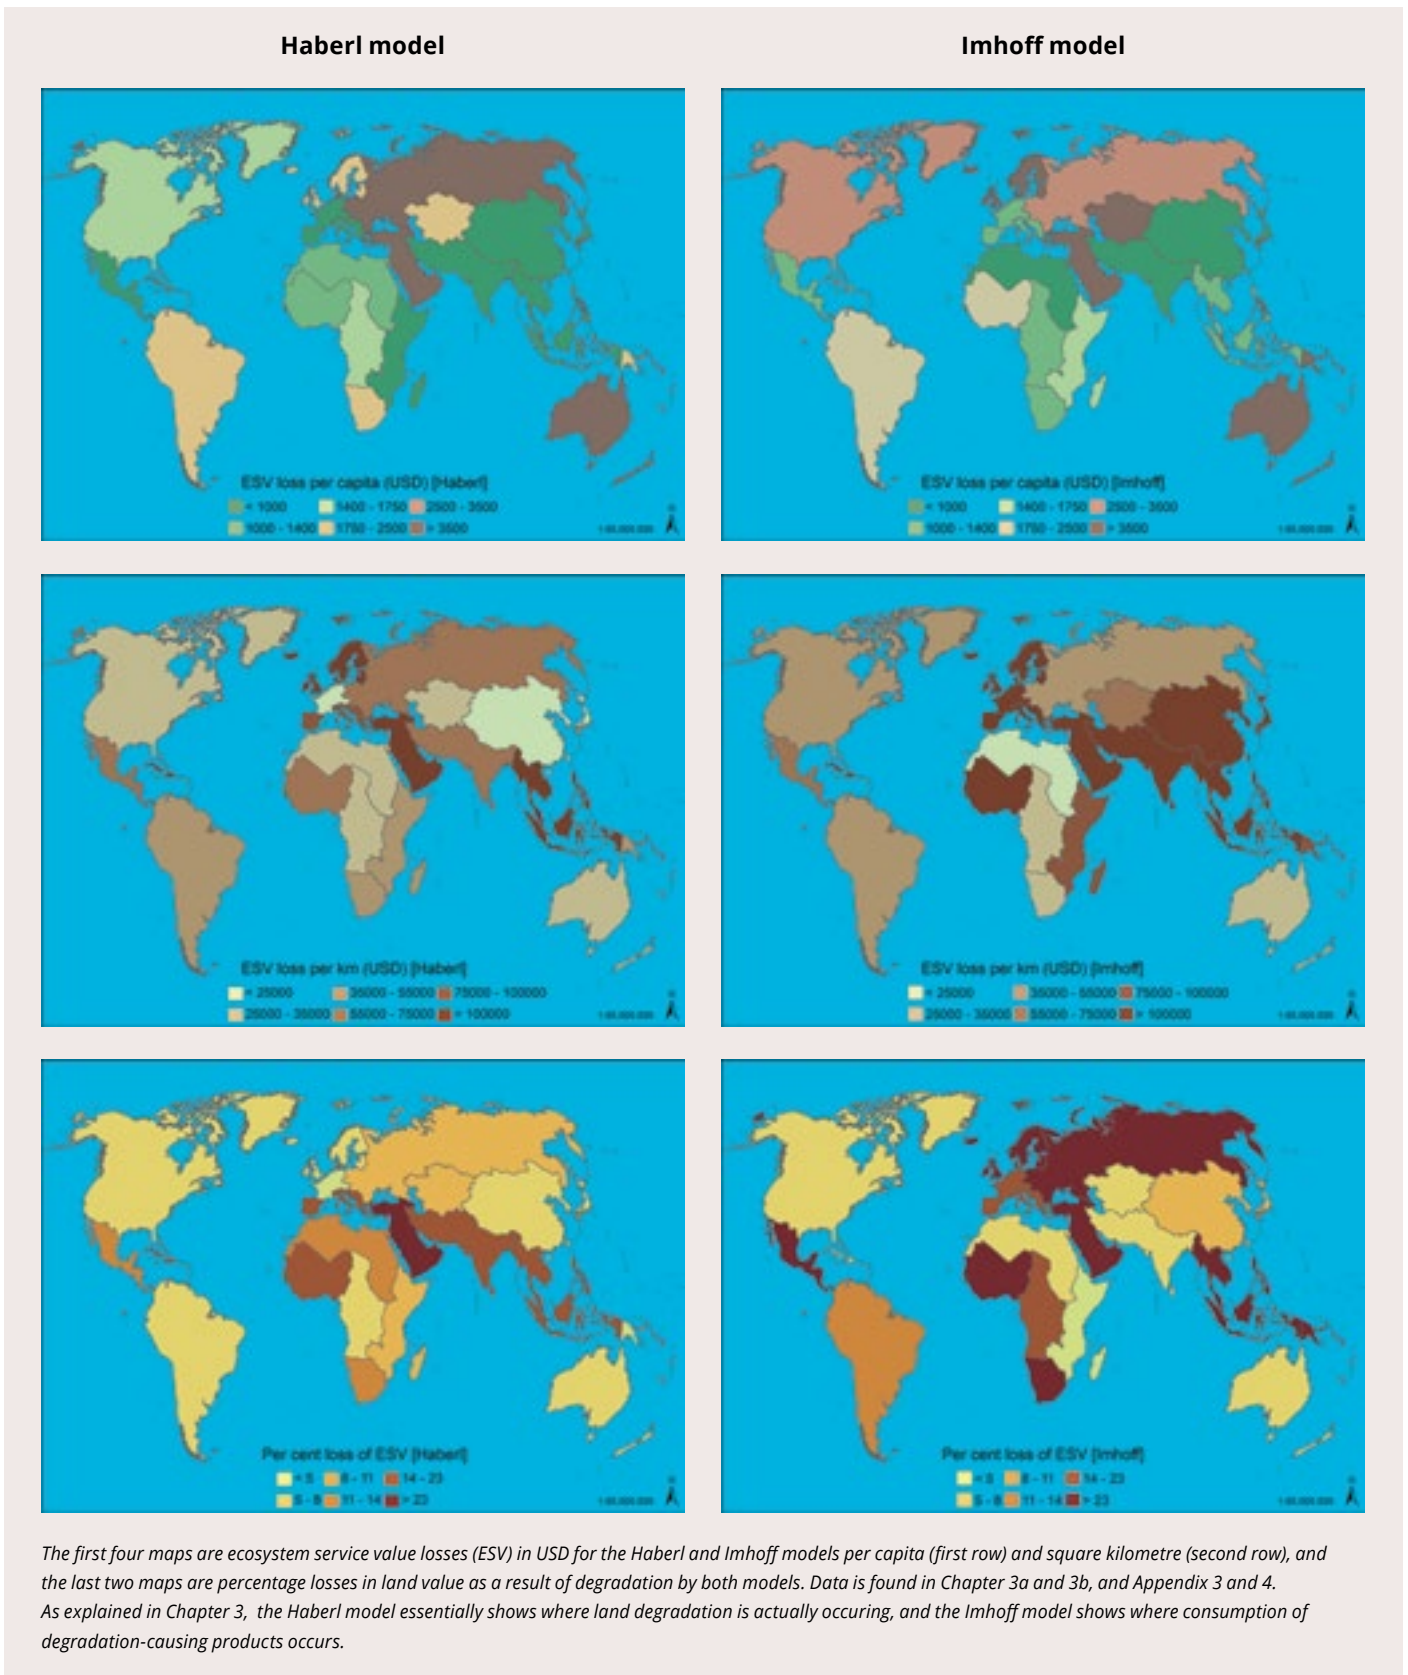 Haberl model
Imhoff model
ESV loss per capita (USD) [Haberl]
< 1000 1400 - 1750 2500 - 3500
1000 - 1400 1750 - 2500 > 3500
ESV loss per capita (USD) [Imhoff]
< 1000 1400 - 1750 2500 - 3500
1000 - 1400 1750 - 2500 > 3500
ESV loss per km (USD) [Haberl]
< 25000 35000 - 55000 75000 - 100000
25000 - 35000 55000 - 75000 > 100000
ESV loss per km (USD) [Imhoff]
< 25000 35000 - 55000 75000 - 100000
25000 - 35000 55000 - 75000 > 100000
Per cent loss of ESV [Haberl]
< 5 8 - 11 14 - 23
5 - 8 11 - 14 > 23
Per cent loss of ESV [Imhoff]
< 5 8 - 11 14 - 23
5 - 8 11 - 14 > 23
The first four maps are ecosystem service value losses (ESV) in USD for the Haberl and Imhoff models per capita (first row) and square kilometre (second row), and
the last two maps are percentage losses in land value as a result of degradation by both models. Data is found in Chapter 3a and 3b, and Appendix 3 and 4.
As explained in Chapter 3, the Haberl model essentially shows where land degradation is actually occuring, and the Imhoff model shows where consumption of
degradation-causing products occurs.